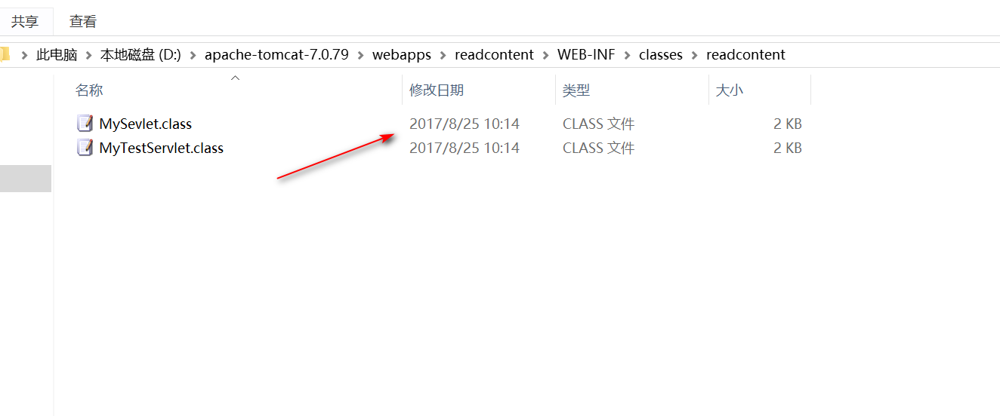 共享 查看
此电脑 本地磁盘 (D:) apache-tomcat-7.0.79 webapps readcontent WEB-INF classes readcontent
名称 修改日期 类型 大小
MySevlet.class 2017/8/25 10:14 CLASS 文件 2 KB
MyTestServlet.class 2017/8/25 10:14 CLASS 文件 2 KB